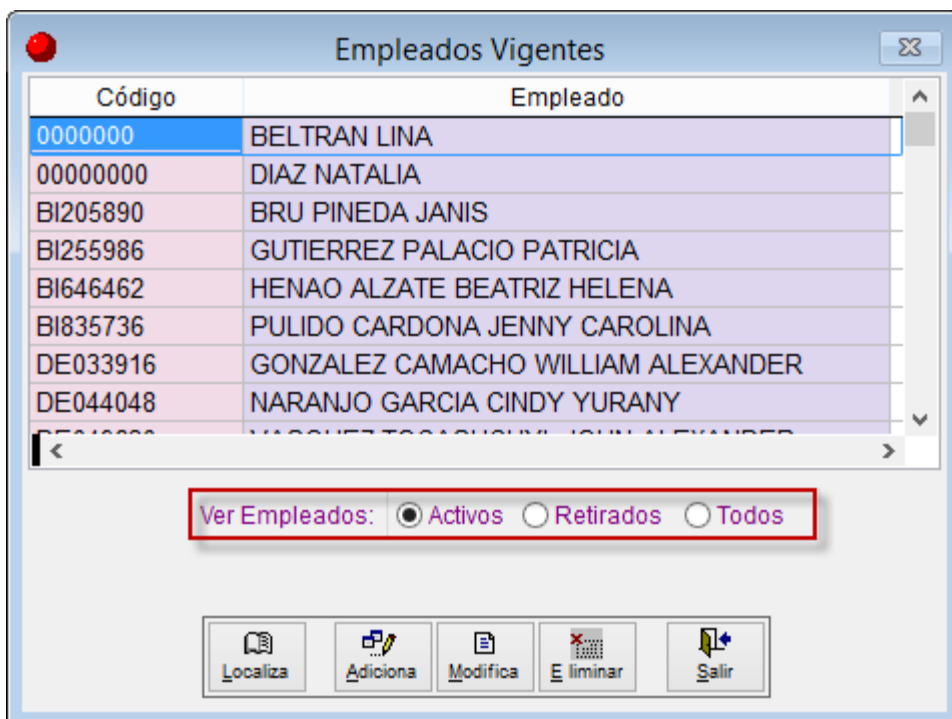 Empleados Vigentes
Código Empleado
0000000 BELTRAN LINA
00000000 DIAZ NATALIA
BI205890 BRU PINEDA JANIS
BI255986 GUTIERREZ PALACIO PATRICIA
BI646462 HENAO ALZATE BEATRIZ HELENA
BI835736 PULIDO CARDONA JENNY CAROLINA
DE033916 GONZALEZ CAMACHO WILLIAM ALEXANDER
DE044048 NARANJO GARCIA CINDY YURANY
Ver Empleados: Activos Retirados Todos
Localiza Adiciona Modifica E liminar Salir